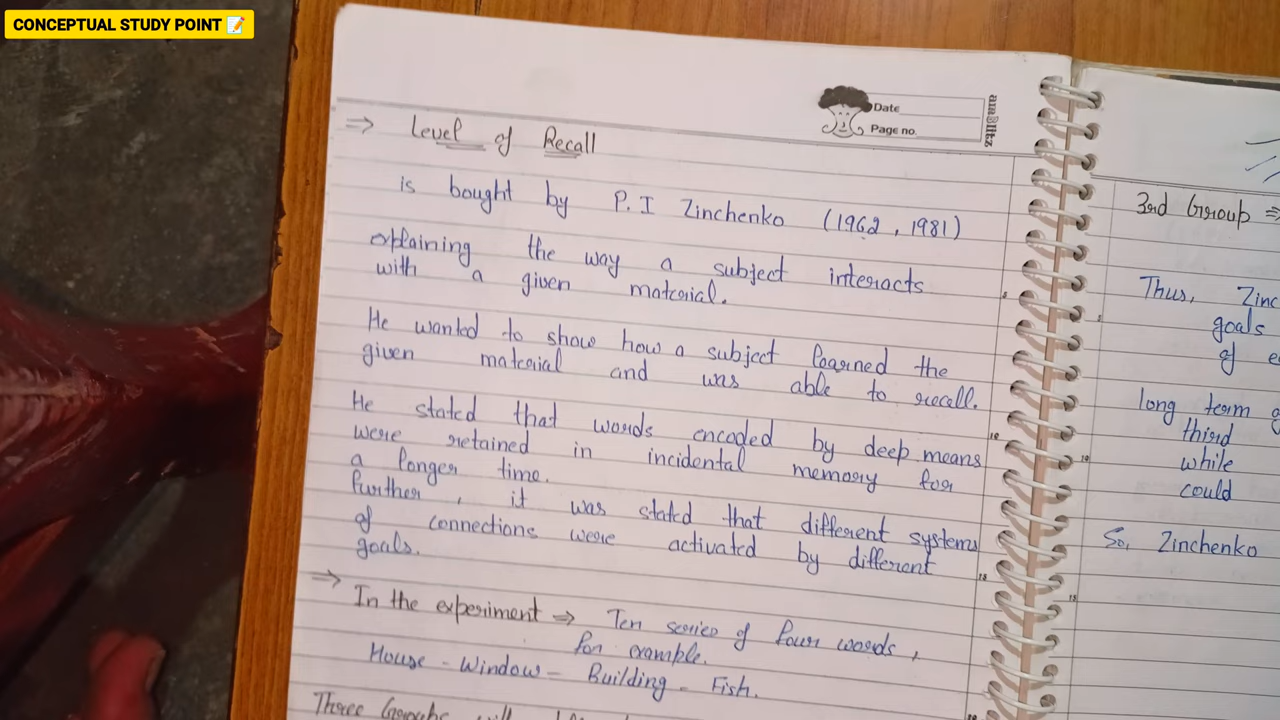 CONCEPTUAL STUDY POINT 📝
anoblitz
Date
Page no.
⇒ Level of Recall
is bought by P. I Zinchenko (1962, 1981)
explaining the way a subject interacts
with a given material.
He wanted to show how a subject learned the
given material and was able to recall.
He stated that words encoded by deep means
were retained in incidental memory for
a longer time.
Further, it was stated that different systems
of connections were activated by different
goals.
⇒ In the experiment ⇒ Ten series of four words,
for example.
House - Window - Building - Fish.
Three Groups
3rd Group ⇒
Thus, Zinc
goals
of e
long term
third
while
could
So, Zinchenko